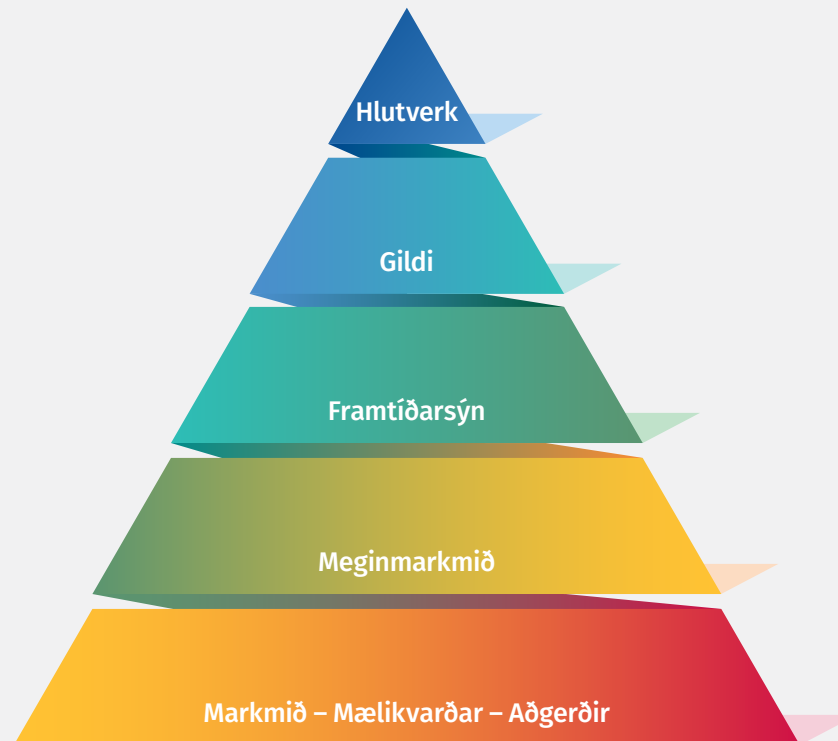 Hlutverk
Gildi
Framtíðarsýn
Meginmarkmið
Markmið – Mælikvarðar – Aðgerðir